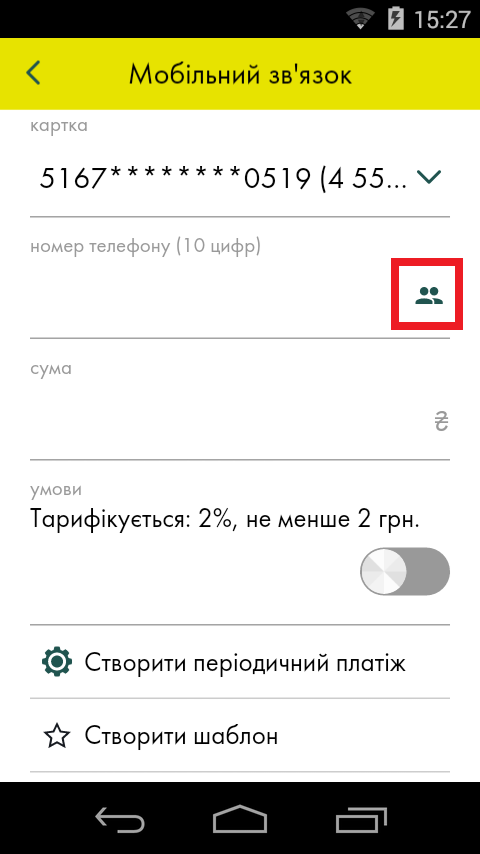 15:27
Мобільний зв'язок
картка
5167********0519 (4 55...
номер телефону (10 цифр)
сума
₴
умови
Тарифікується: 2%, не менше 2 грн.
Створити періодичний платіж
Створити шаблон